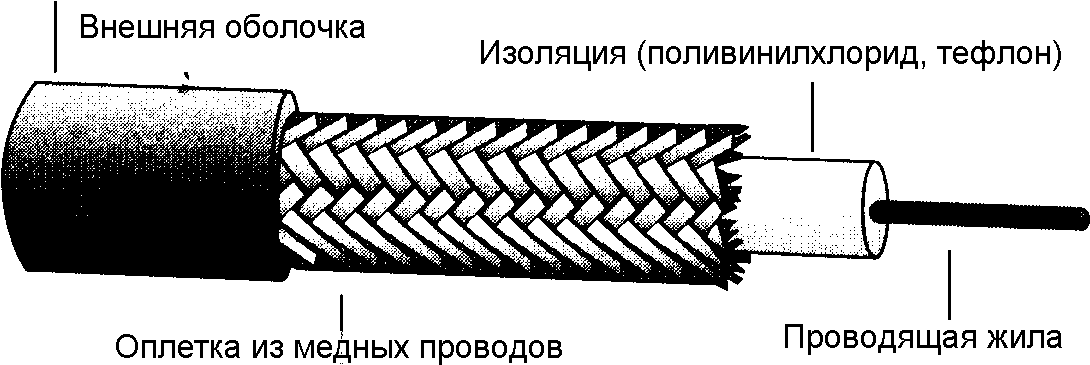 Внешняя оболочка
Изоляция (поливинилхлорид, тефлон)
Оплетка из медных проводов
Проводящая жила